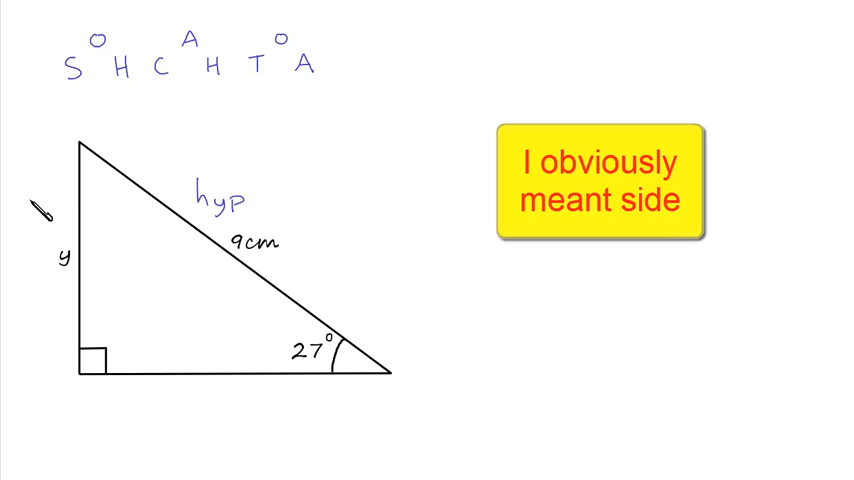 S O H C A H T O A
hyp
9cm
y
27°
I obviously
meant side